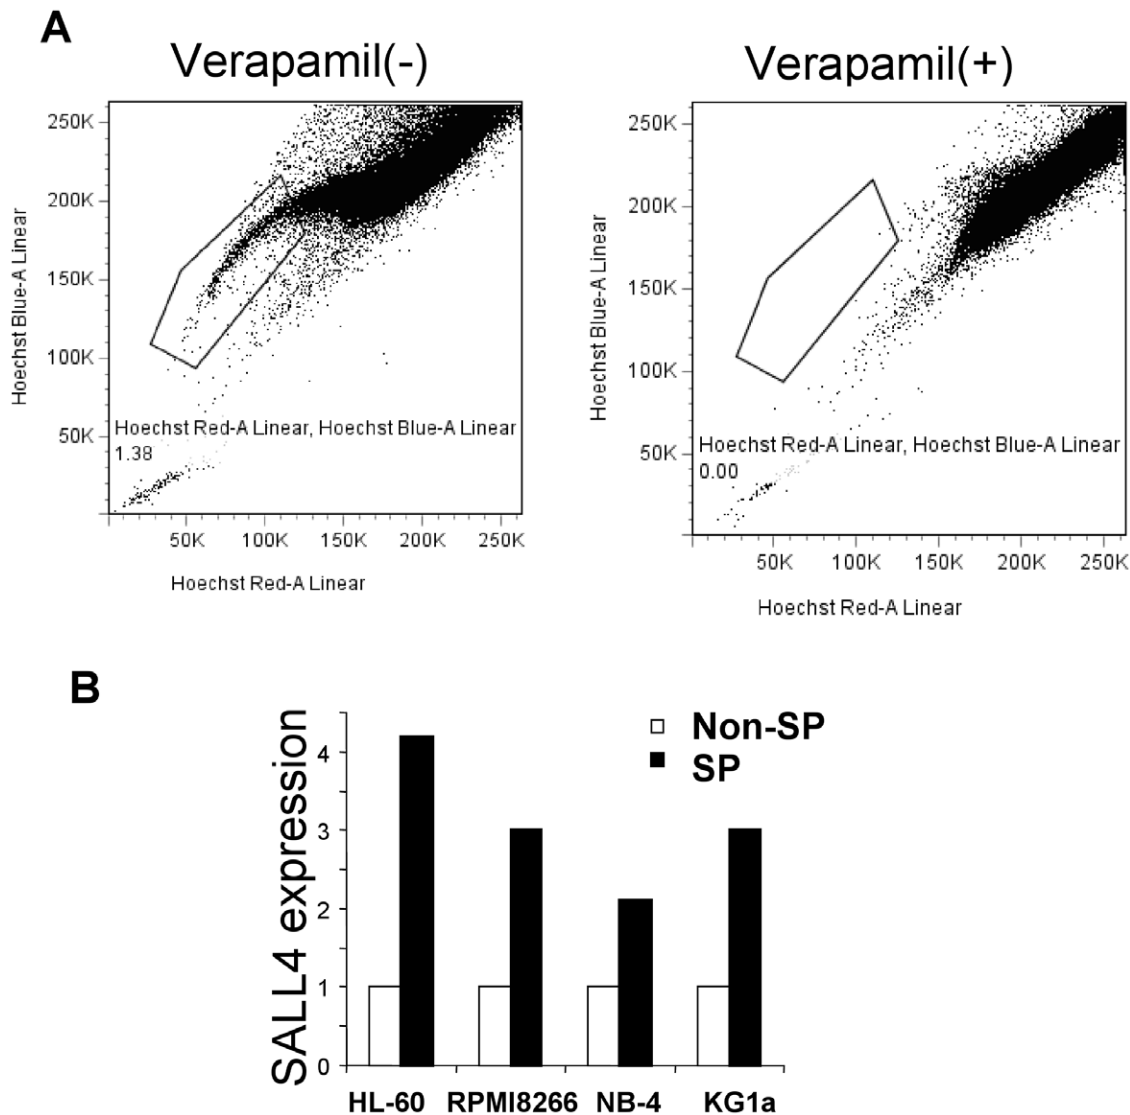 A
Verapamil(-)
Verapamil(+)
250K
200K
150K
100K
50K
Hoechst Blue-A Linear
Hoechst Red-A Linear, Hoechst Blue-A Linear
1.38
50K 100K 150K 200K 250K
Hoechst Red-A Linear
250K
200K
150K
100K
50K
Hoechst Blue-A Linear
Hoechst Red-A Linear, Hoechst Blue-A Linear
0.00
50K 100K 150K 200K 250K
Hoechst Red-A Linear
B
SALL4 expression
4
3
2
1
0
Non-SP
SP
HL-60 RPMI8266 NB-4 KG1a